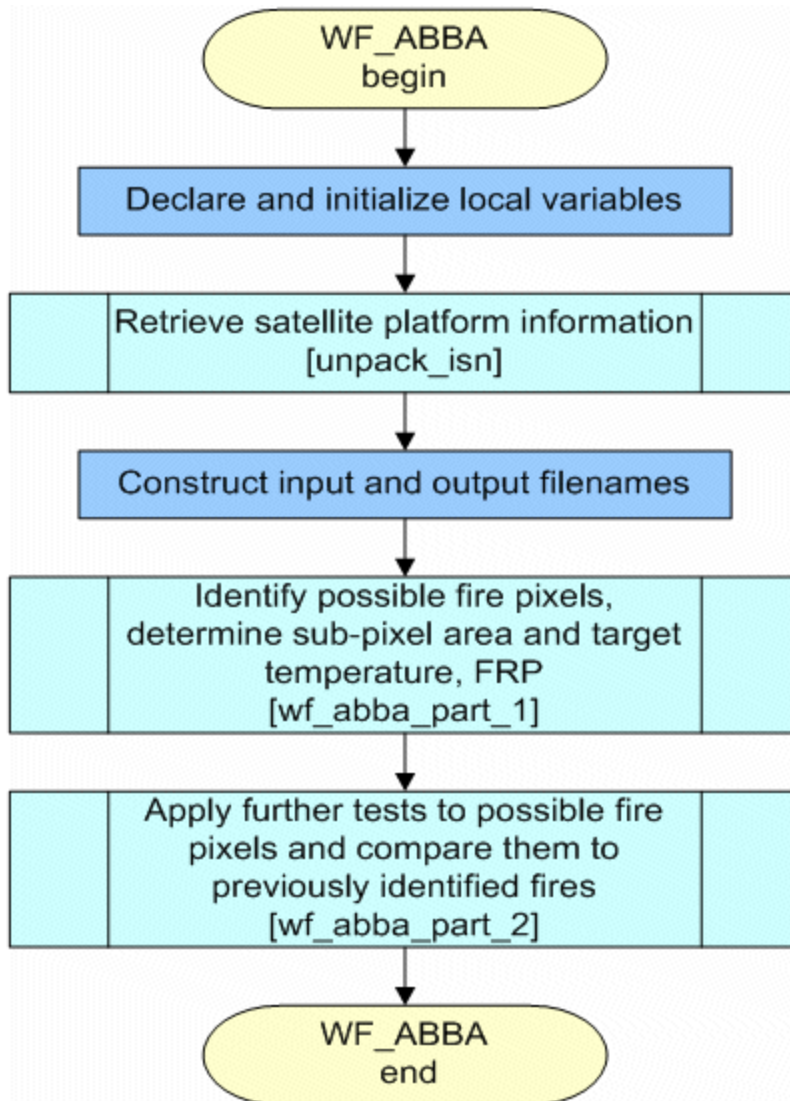 WF_ABBA
begin
Declare and initialize local variables
Retrieve satellite platform information
[unpack_isn]
Construct input and output filenames
Identify possible fire pixels,
determine sub-pixel area and target
temperature, FRP
[wf_abba_part_1]
Apply further tests to possible fire
pixels and compare them to
previously identified fires
[wf_abba_part_2]
WF_ABBA
end